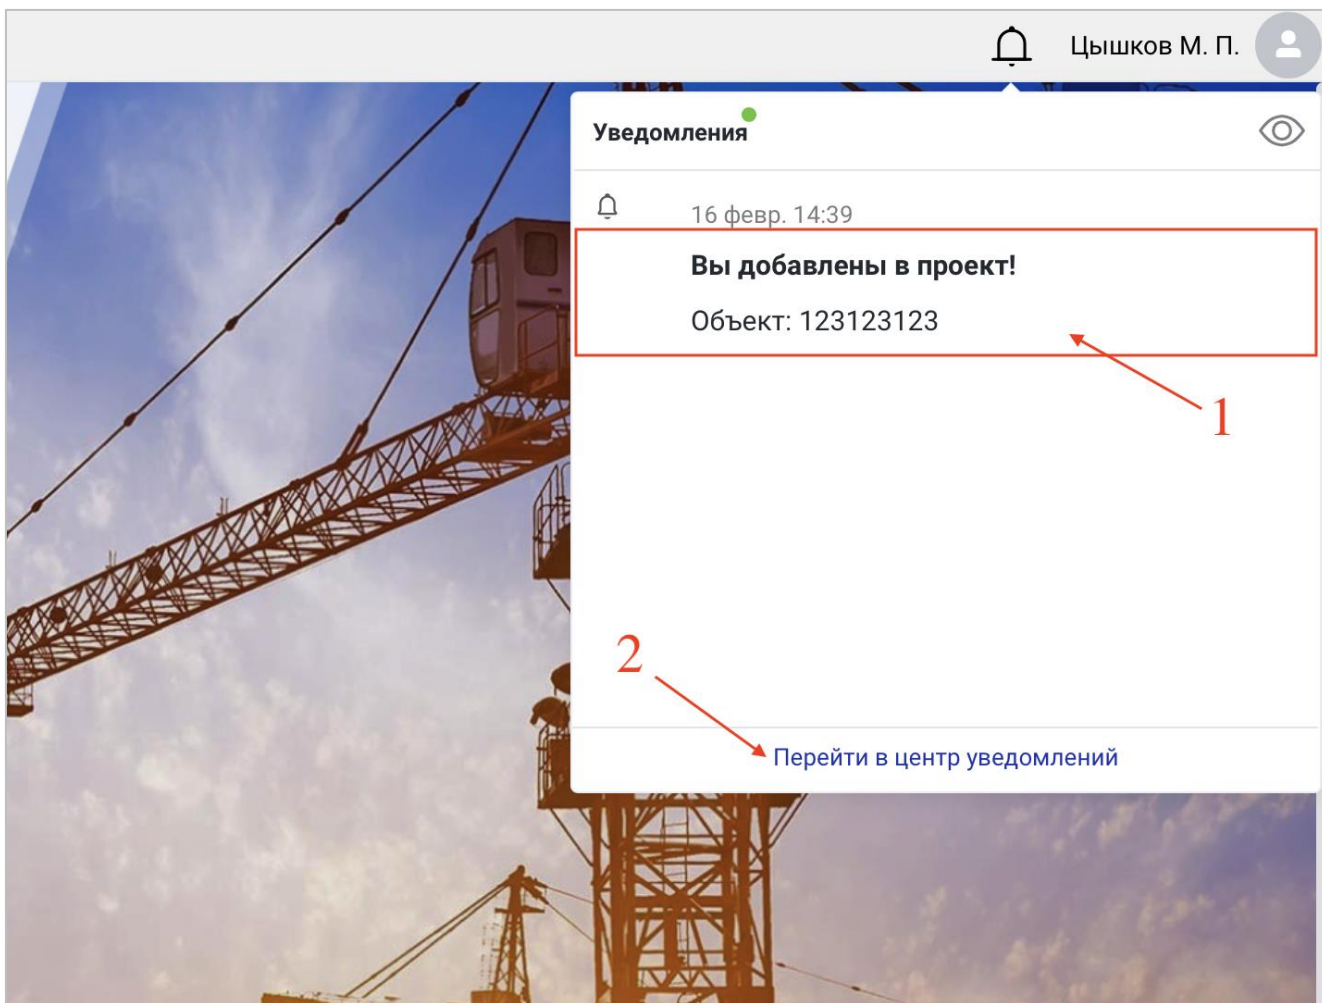 Цышков М. П.
Уведомления
16 февр. 14:39
Вы добавлены в проект!
Объект: 123123123
1
2
Перейти в центр уведомлений